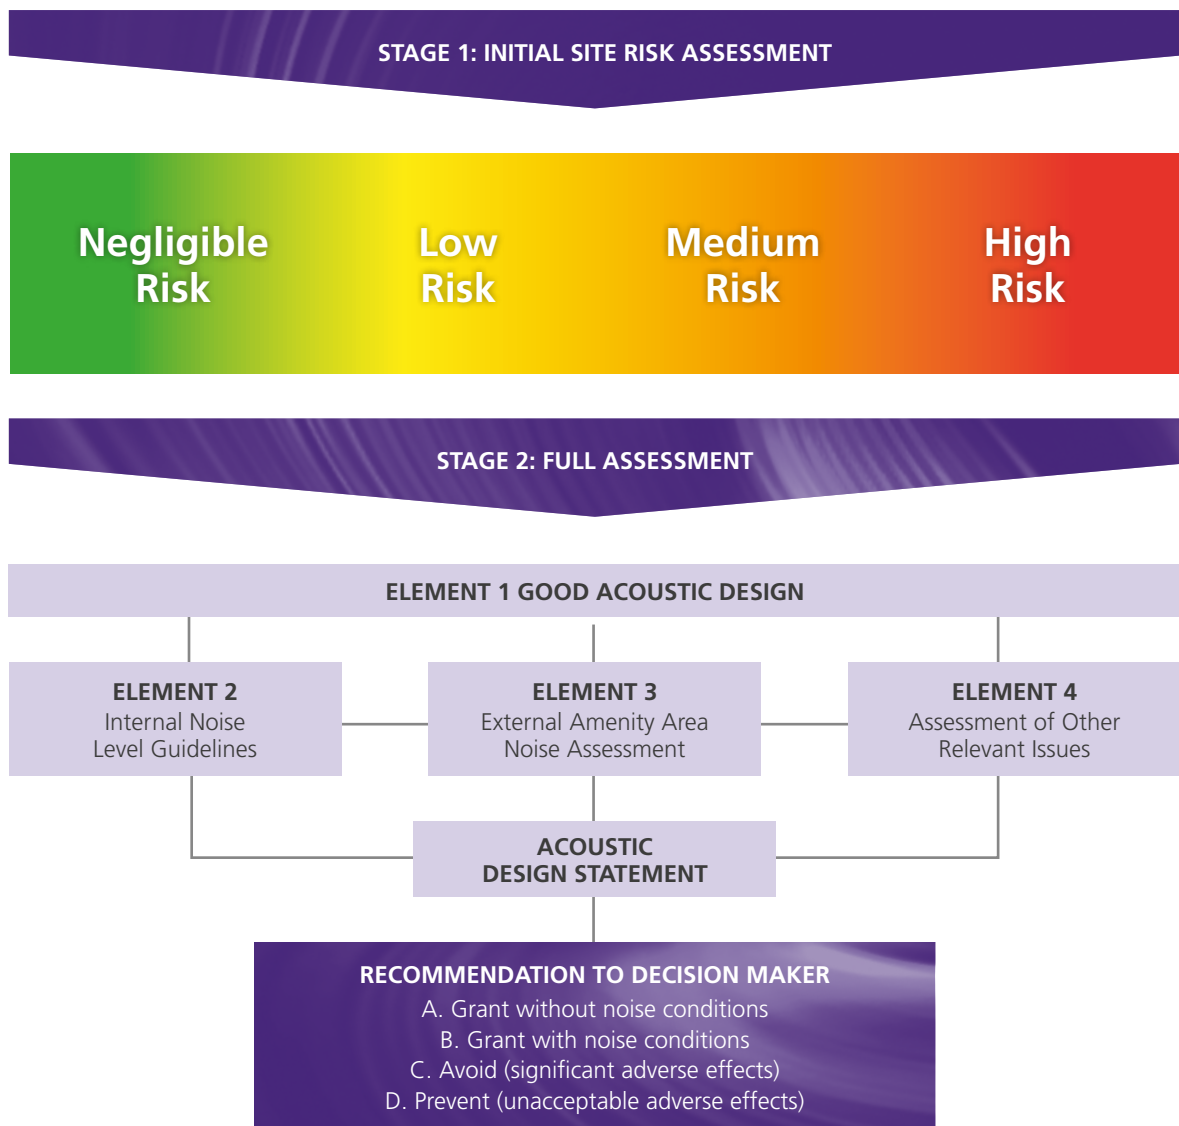 STAGE 1: INITIAL SITE RISK ASSESSMENT
Negligible
Risk
Low
Risk
Medium
Risk
High
Risk
STAGE 2: FULL ASSESSMENT
ELEMENT 1 GOOD ACOUSTIC DESIGN
ELEMENT 2
Internal Noise
Level Guidelines
ELEMENT 3
External Amenity Area
Noise Assessment
ELEMENT 4
Assessment of Other
Relevant Issues
ACOUSTIC
DESIGN STATEMENT
RECOMMENDATION TO DECISION MAKER
A. Grant without noise conditions
B. Grant with noise conditions
C. Avoid (significant adverse effects)
D. Prevent (unacceptable adverse effects)